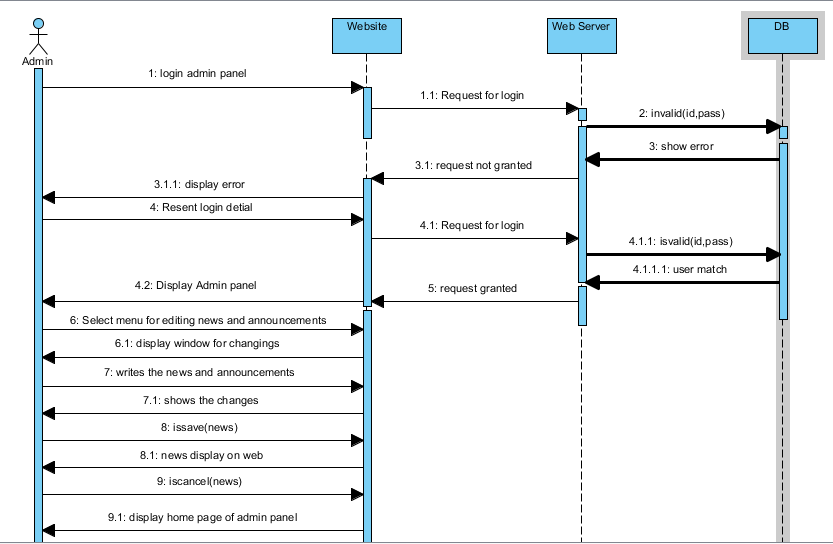 Website
Web Server
DB
Admin
1: login admin panel
1.1: Request for login
2: invalid(id,pass)
3: show error
3.1: request not granted
3.1.1: display error
4: Resent login detial
4.1: Request for login
4.1.1: isvalid(id,pass)
4.1.1.1: user match
4.2: Display Admin panel
5: request granted
6: Select menu for editing news and announcements
6.1: display window for changings
7: writes the news and announcements
7.1: shows the changes
8: issave(news)
8.1: news display on web
9: iscancel(news)
9.1: display home page of admin panel